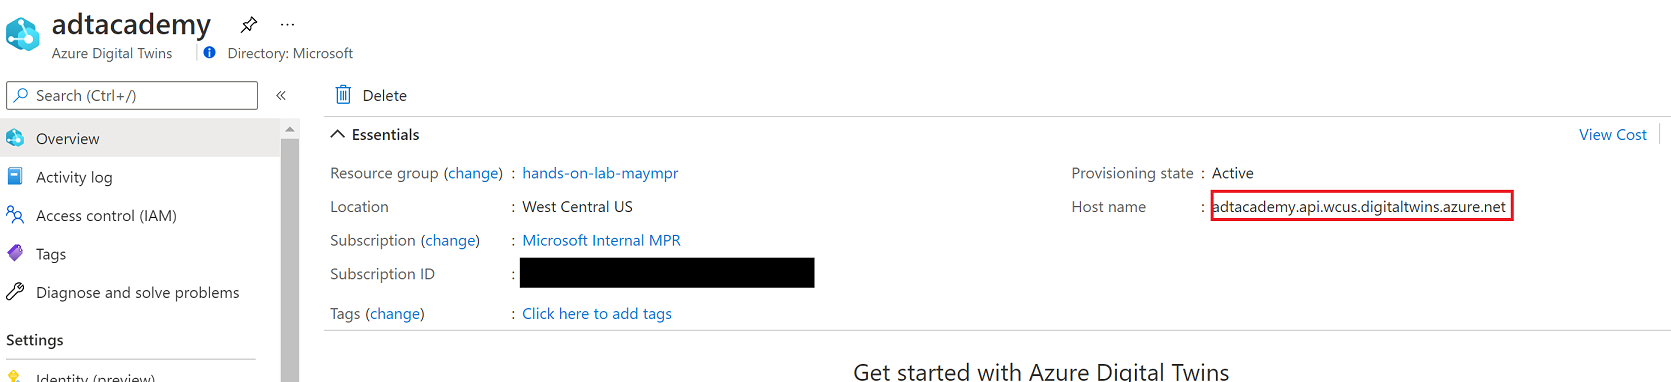 adtacademy ...
Azure Digital Twins Directory: Microsoft
Search (Ctrl+/) «
Overview
Activity log
Access control (IAM)
Tags
Diagnose and solve problems
Settings
Identity (preview)
Delete
Essentials
View Cost
Resource group (change) : hands-on-lab-maympr
Location : West Central US
Subscription (change) : Microsoft Internal MPR
Subscription ID :
Tags (change) : Click here to add tags
Provisioning state : Active
Host name : adtacademy.api.wcus.digitaltwins.azure.net
Get started with Azure Digital Twins